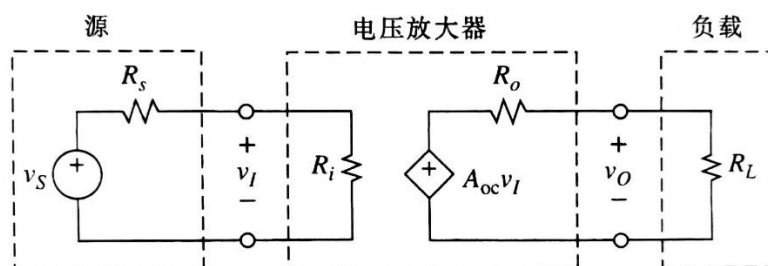 源
电压放大器
负载
R_s
R_o
v_S
+
+
v_I
−
R_i
+
A_oc v_I
+
v_O
−
R_L